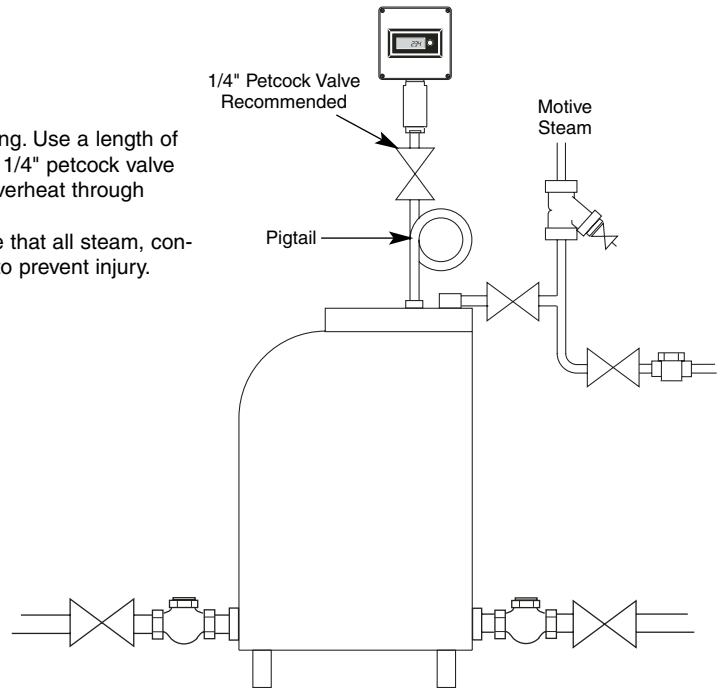 ng. Use a length of
1/4" petcock valve
verheat through
e that all steam, con-
to prevent injury.
1/4" Petcock Valve
Recommended
Motive
Steam
Pigtail